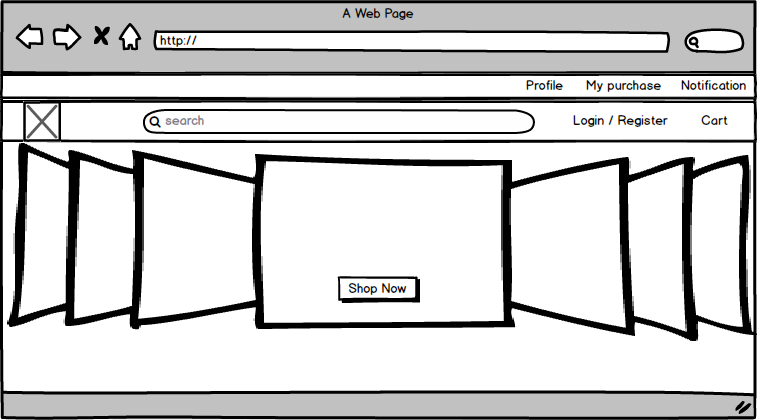 A Web Page
http://
Profile My purchase Notification
search Login / Register Cart
Shop Now